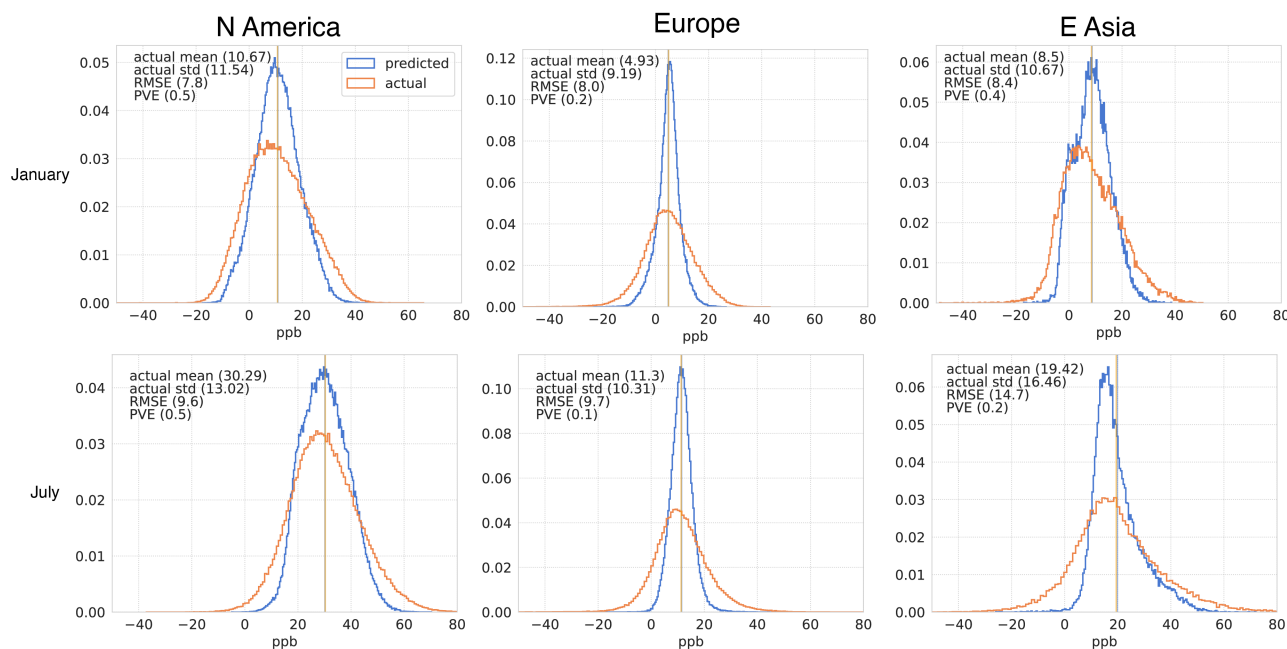 N America
Europe
E Asia
January
actual mean (10.67)
actual std (11.54)
RMSE (7.8)
PVE (0.5)
predicted
actual
0.05
0.04
0.03
0.02
0.01
0.00
−40 −20 0 20 40 60 80
ppb
actual mean (4.93)
actual std (9.19)
RMSE (8.0)
PVE (0.2)
0.12
0.10
0.08
0.06
0.04
0.02
0.00
−40 −20 0 20 40 60 80
ppb
actual mean (8.5)
actual std (10.67)
RMSE (8.4)
PVE (0.4)
0.06
0.05
0.04
0.03
0.02
0.01
0.00
−40 −20 0 20 40 60 80
ppb
July
actual mean (30.29)
actual std (13.02)
RMSE (9.6)
PVE (0.5)
0.04
0.03
0.02
0.01
0.00
−40 −20 0 20 40 60 80
ppb
actual mean (11.3)
actual std (10.31)
RMSE (9.7)
PVE (0.1)
0.10
0.08
0.06
0.04
0.02
0.00
−40 −20 0 20 40 60 80
ppb
actual mean (19.42)
actual std (16.46)
RMSE (14.7)
PVE (0.2)
0.06
0.05
0.04
0.03
0.02
0.01
0.00
−40 −20 0 20 40 60 80
ppb